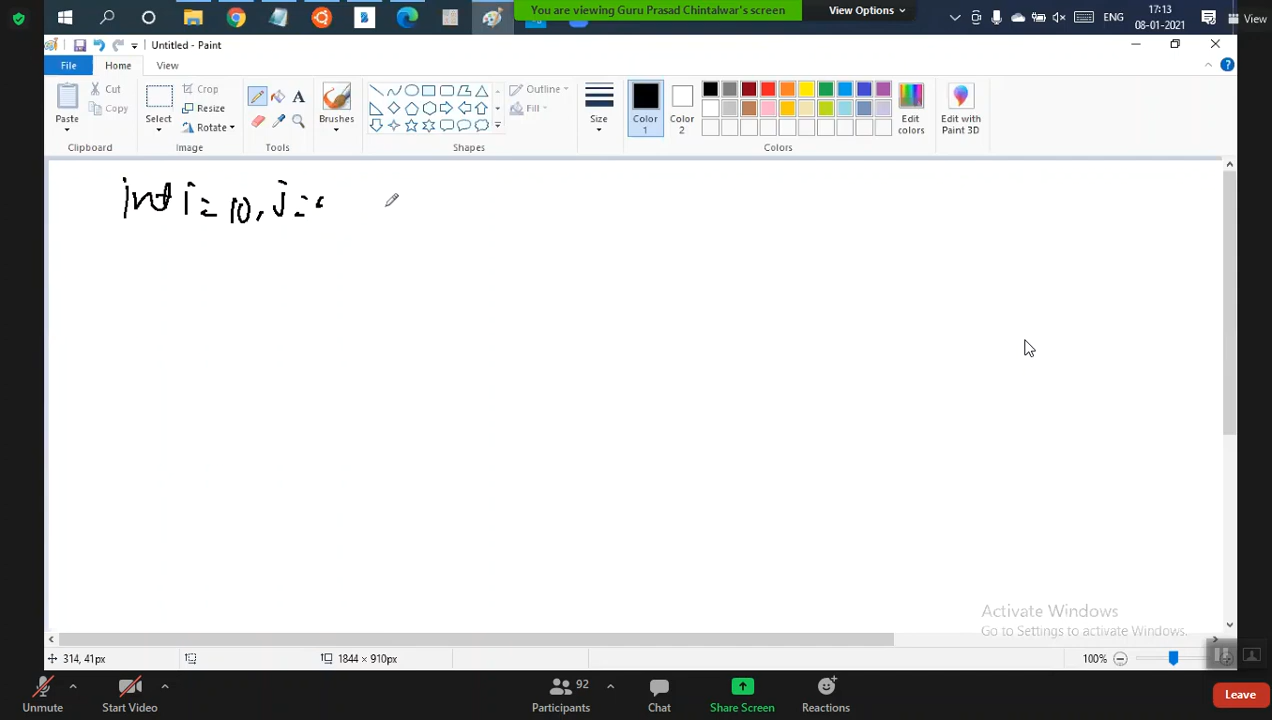 You are viewing Guru Prasad Chintalwar's screen
View Options
ENG
17:13
08-01-2021
View
Untitled - Paint
File
Home
View
Paste
Cut
Copy
Clipboard
Select
Crop
Resize
Rotate
Image
A
Tools
Brushes
Outline
Fill
Shapes
Size
Color 1
Color 2
Edit colors
Edit with Paint 3D
Colors
int i = 10, j =
Activate Windows
Go to Settings to activate Windows.
314, 41px
1844 × 910px
100%
Unmute
Start Video
92
Participants
Chat
Share Screen
Reactions
Leave